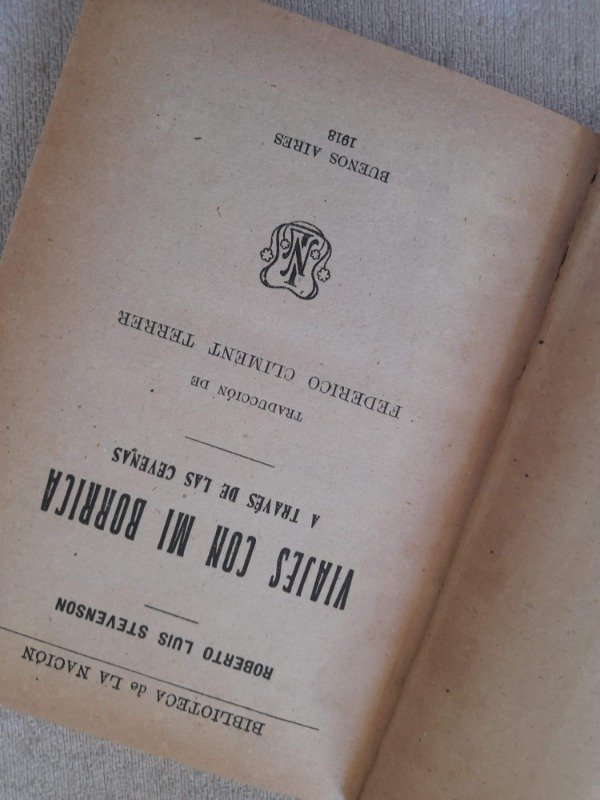 BIBLIOTECA de LA NACIÓN
ROBERTO LUIS STEVENSON
VIAJES CON MI BORRICA
A TRAVÉS DE LAS CEVENAS
TRADUCCIÓN DE
FEDERICO CLIMENT TERRER
N
BUENOS AIRES
1918